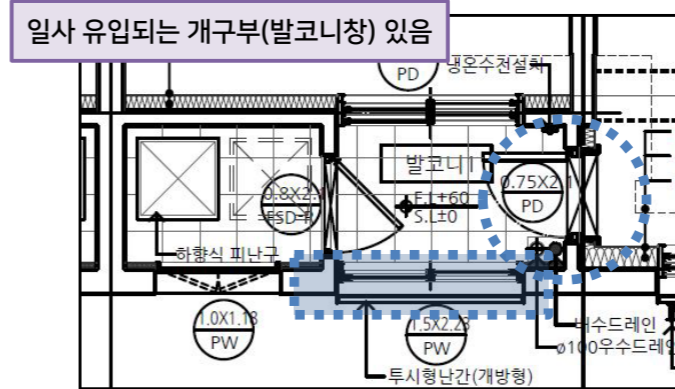 일사 유입되는 개구부(발코니창) 있음
PD
냉온수전설치
발코니1
0.75X2.1
PD
0.8X2.
FSD-
F.L+60
S.L±0
하향식 피난구
1.0X1.18
PW
1.5X2.23
PW
배수드레인
ø100우수드레인
투시형난간(개방형)